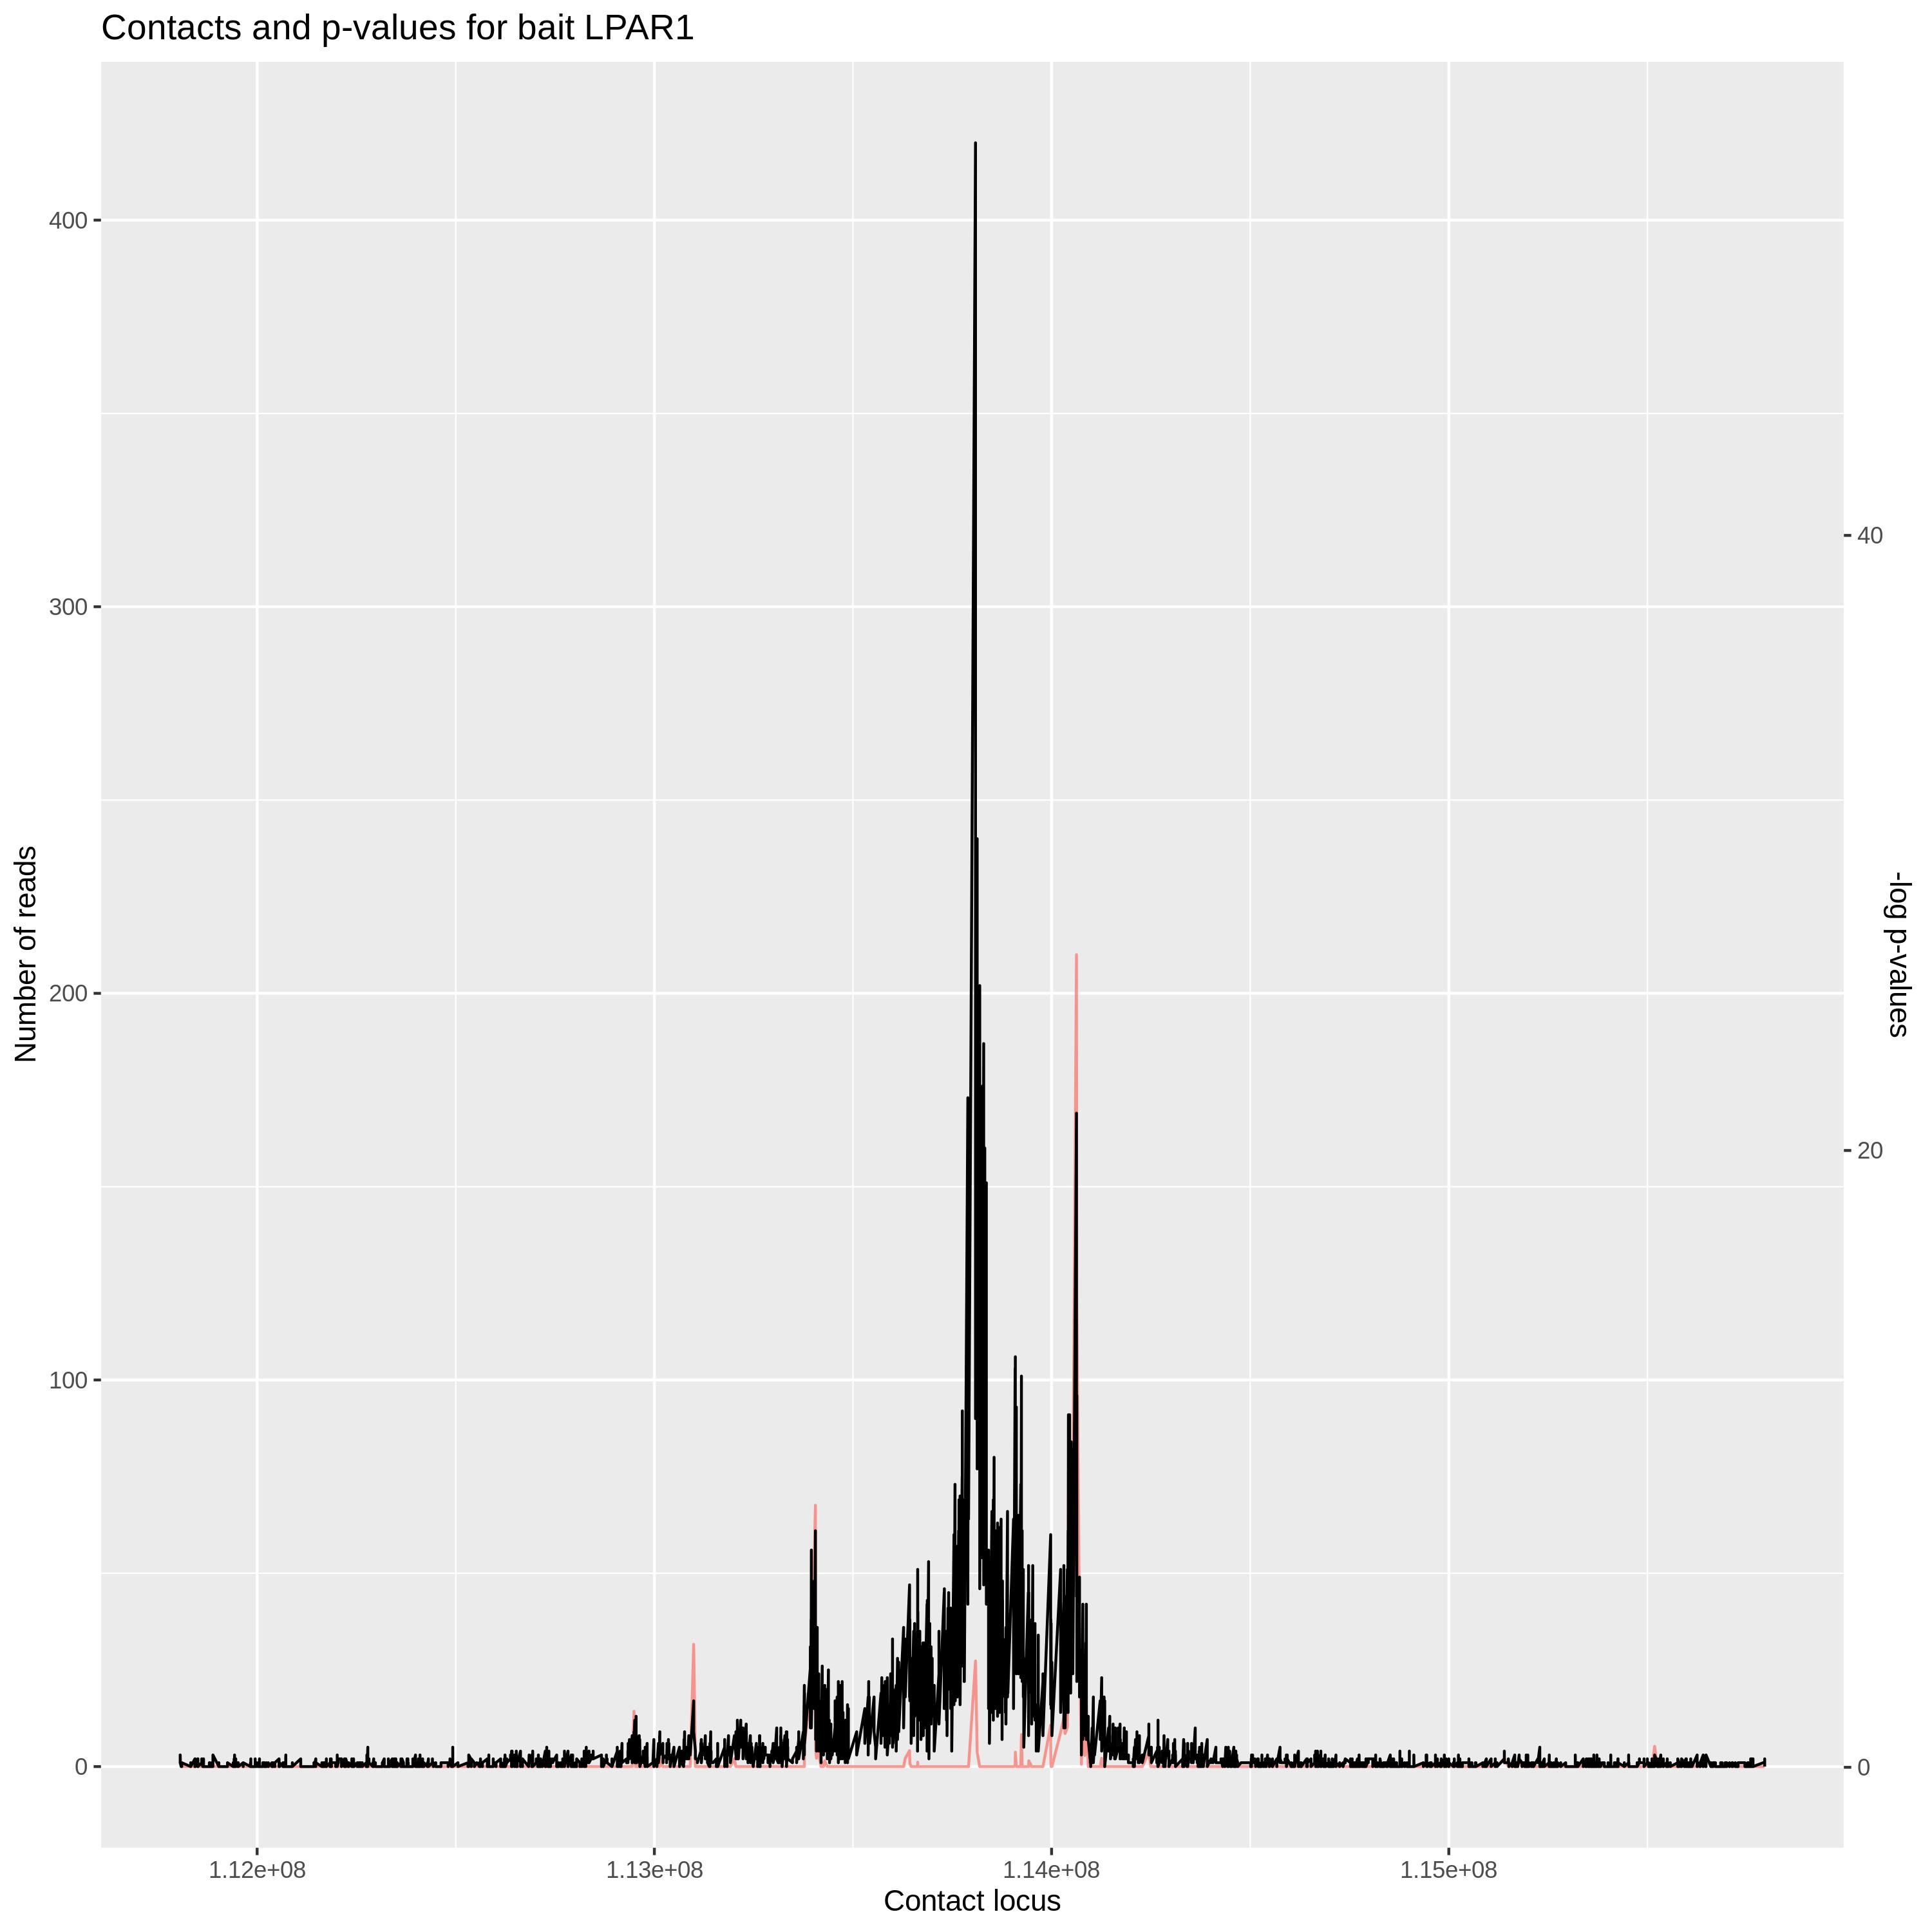 Contacts and p-values for bait LPAR1
Number of reads
400
300
200
100
0
40
20
0
-log p-values
1.12e+08
1.13e+08
1.14e+08
1.15e+08
Contact locus